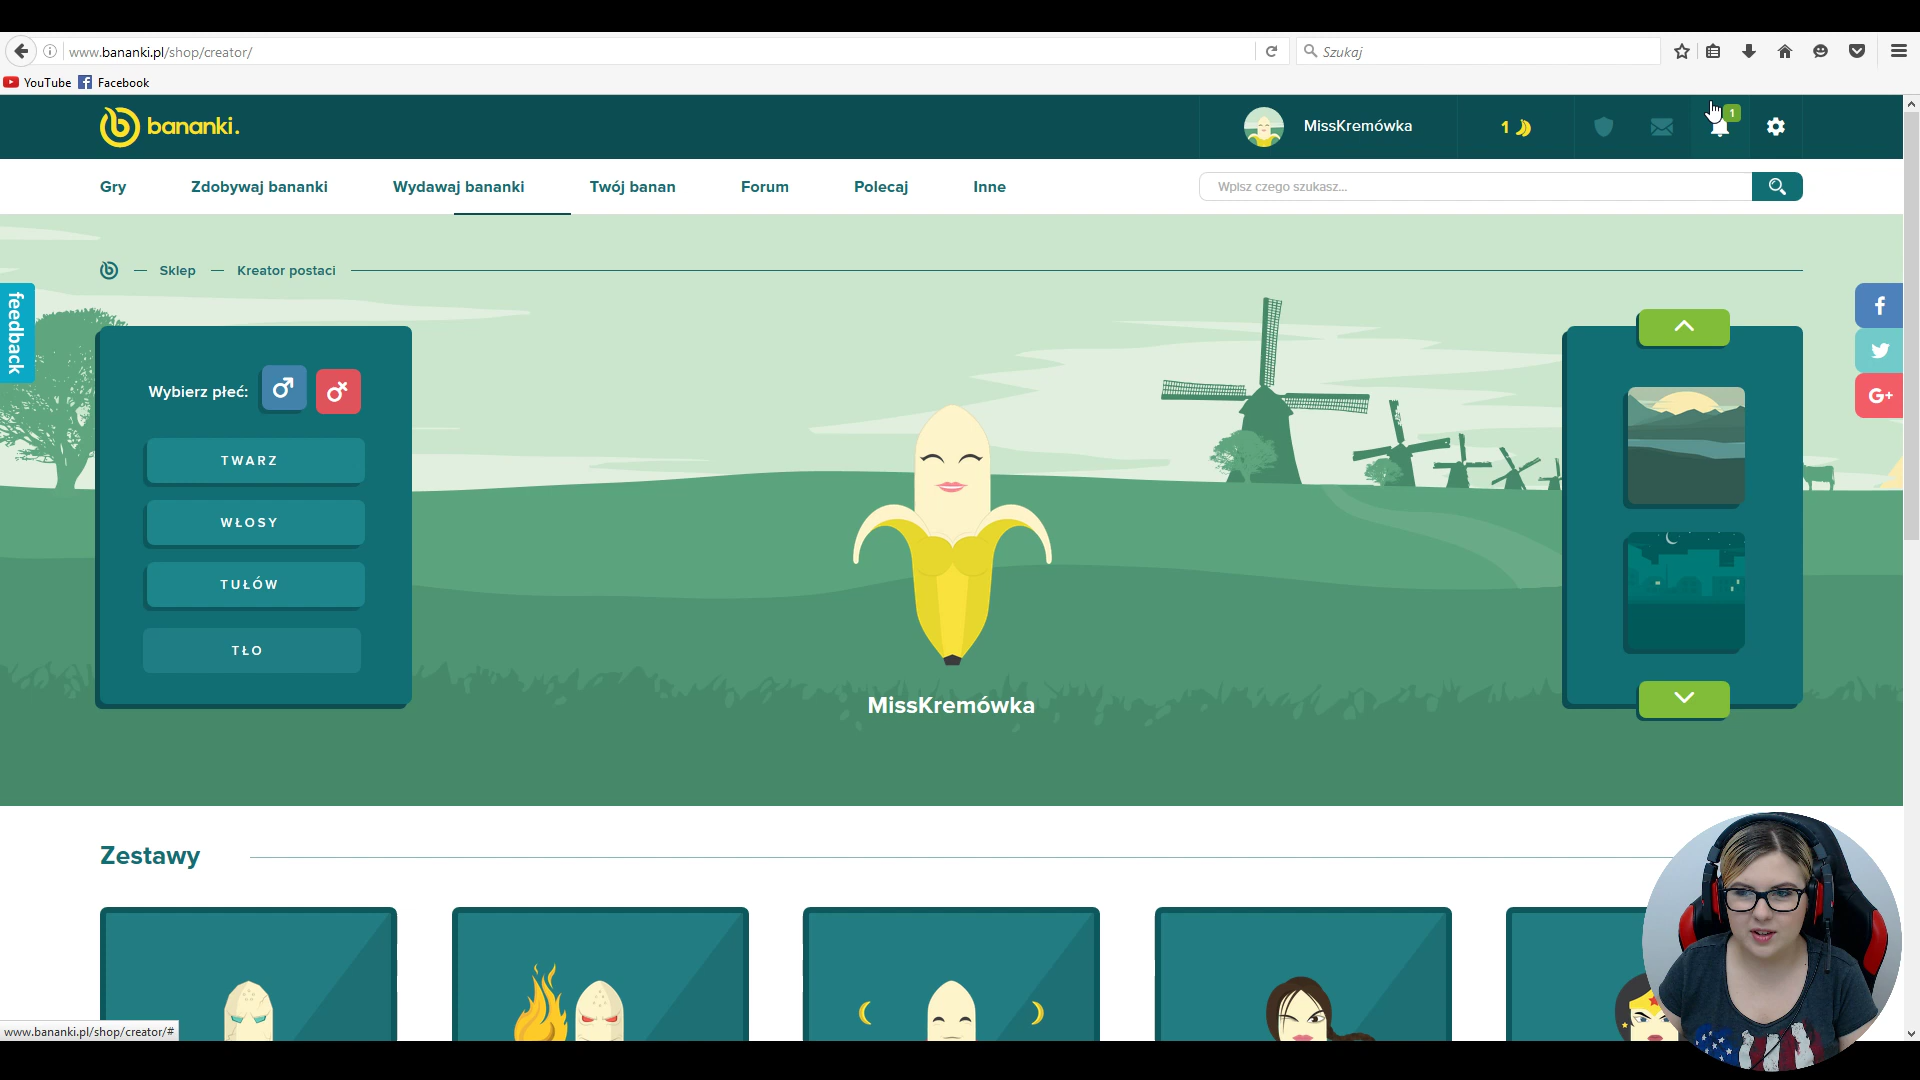 www.bananki.pl/shop/creator/
Szukaj
YouTube
Facebook
bananki.
MissKremówka
1
1
Gry
Zdobywaj bananki
Wydawaj bananki
Twój banan
Forum
Polecaj
Inne
Wpisz czego szukasz...
Sklep
Kreator postaci
feedback
Wybierz płeć:
TWARZ
WŁOSY
TUŁÓW
TŁO
MissKremówka
G+
Zestawy
www.bananki.pl/shop/creator/#